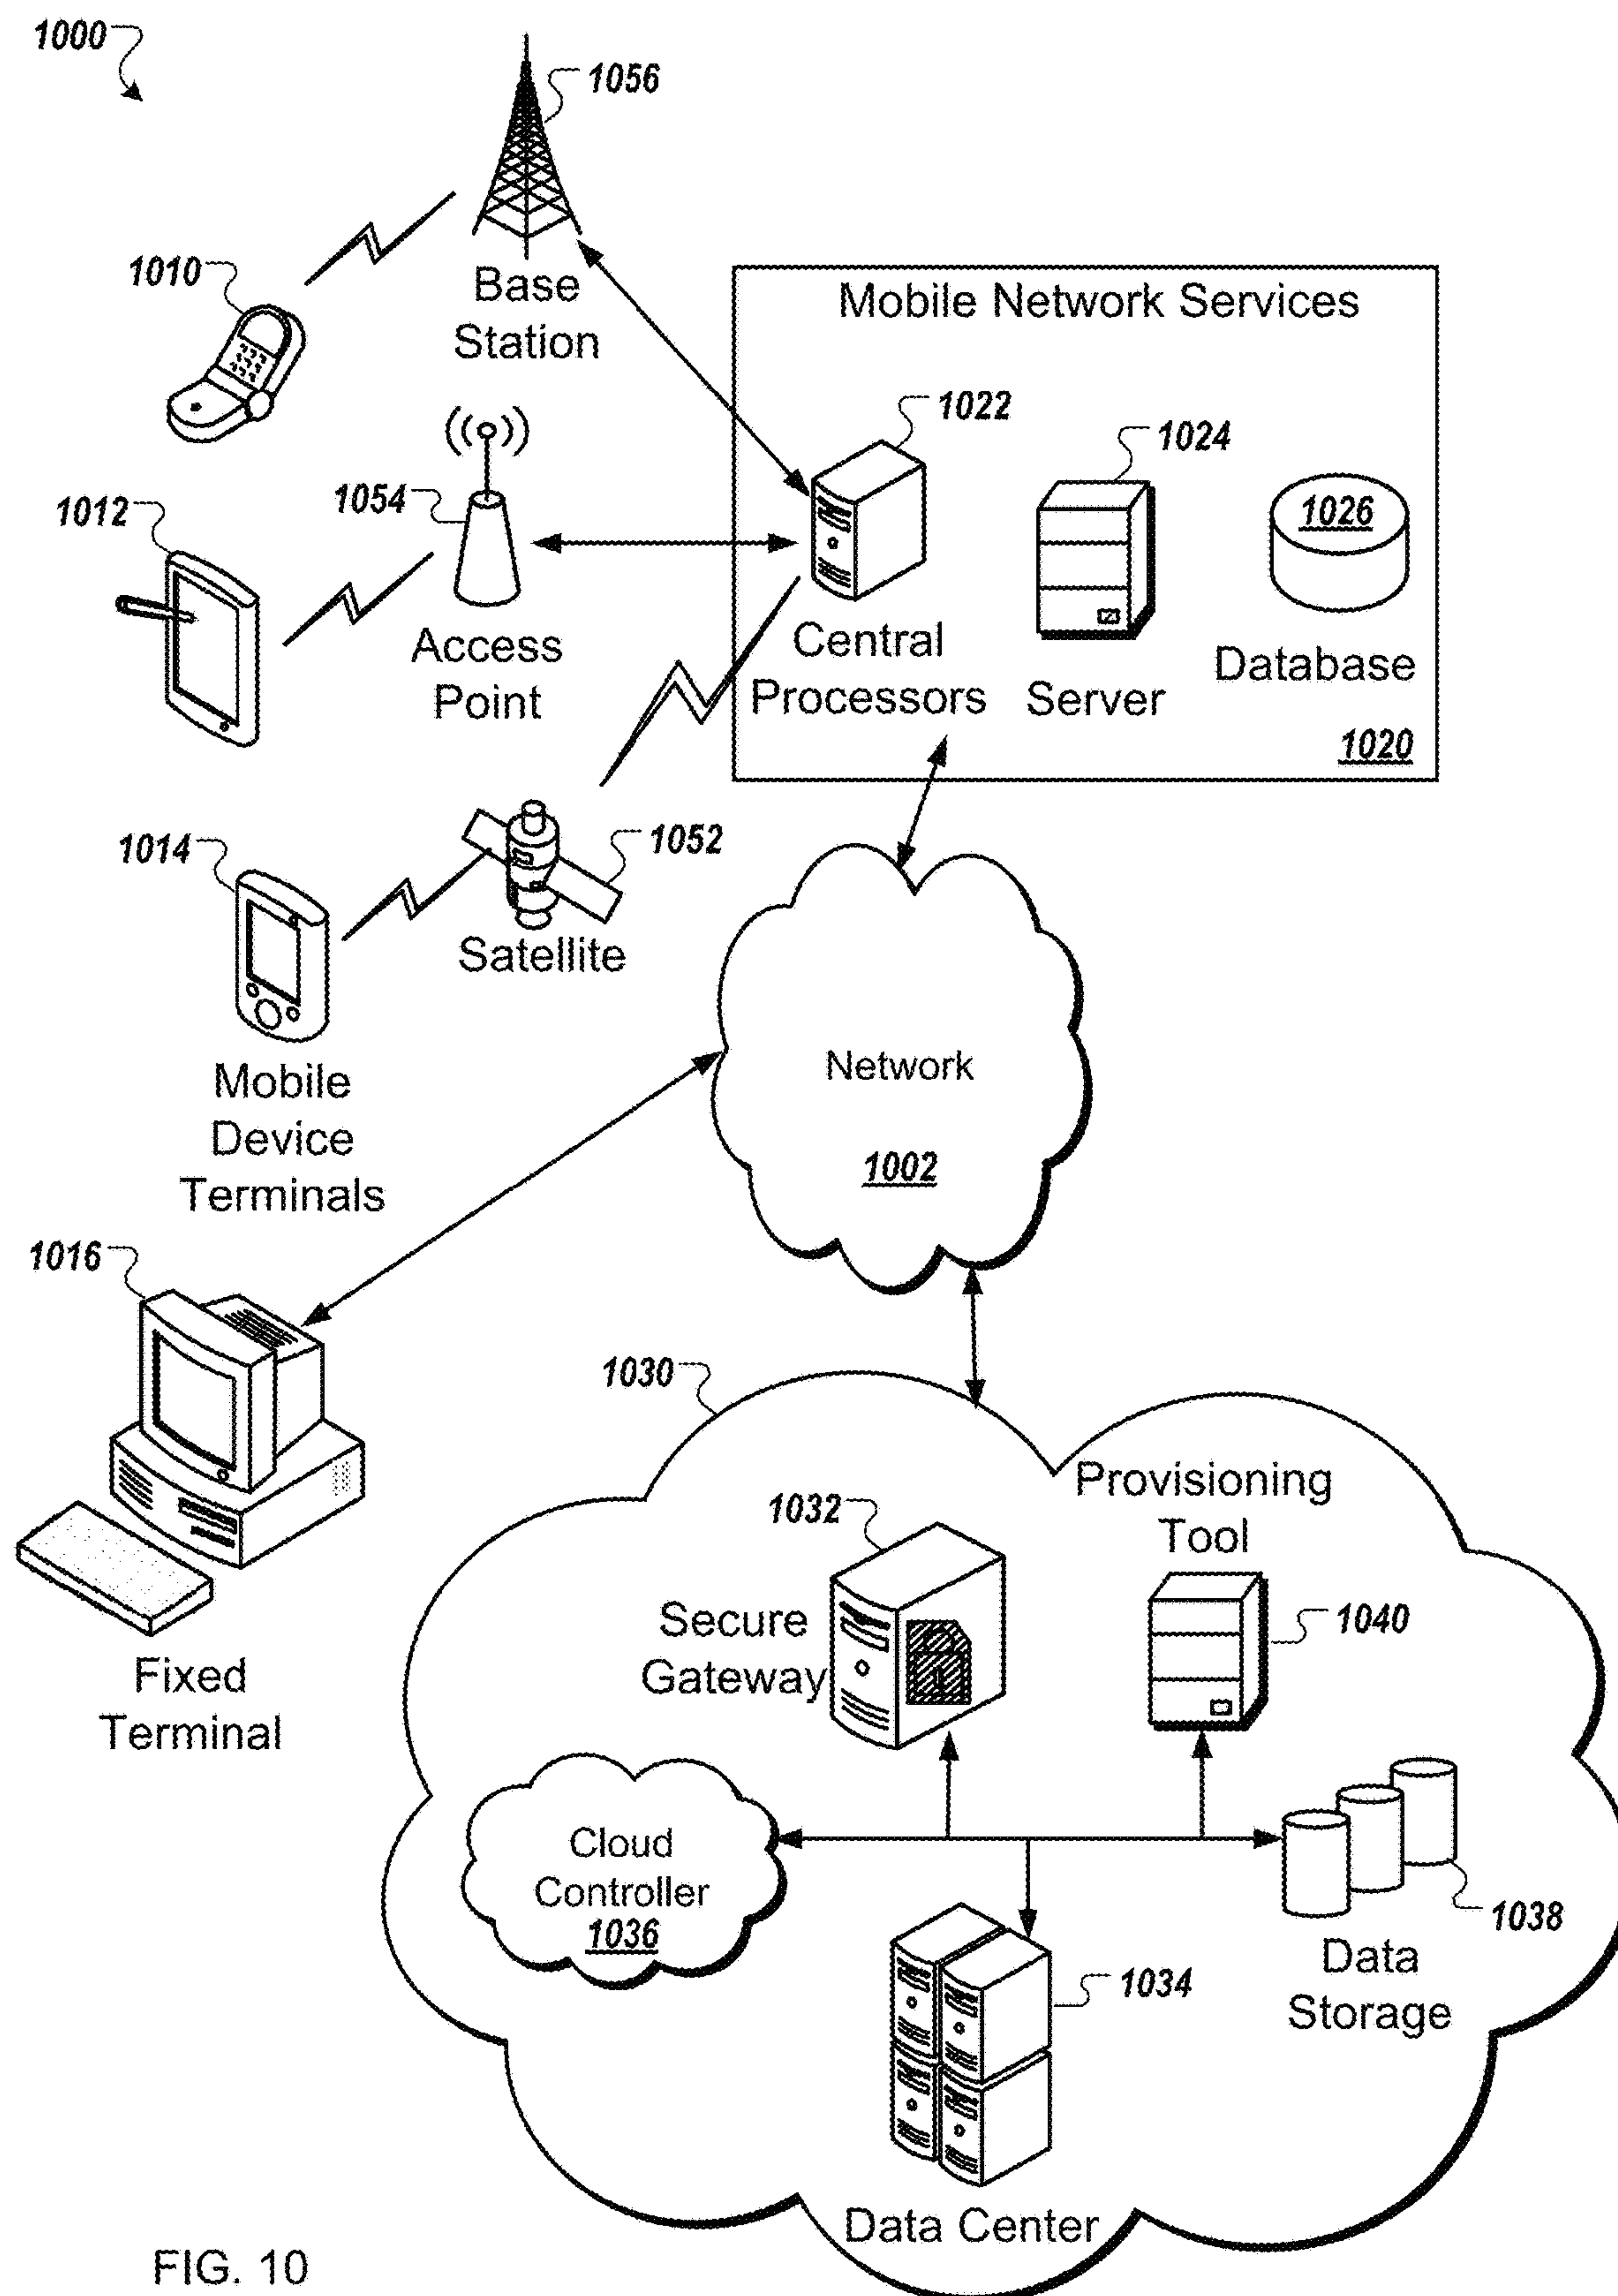 1000
1056
Base
Station
1010
Mobile Network Services
1022
1024
1026
1054
1012
Access
Point
Central
Processors
Server
Database
1020
1052
1014
Satellite
Mobile
Device
Terminals
Network
1002
1016
Fixed
Terminal
1030
Provisioning
Tool
1032
Secure
Gateway
1040
Cloud
Controller
1036
1038
Data
Storage
1034
Data Center
FIG. 10